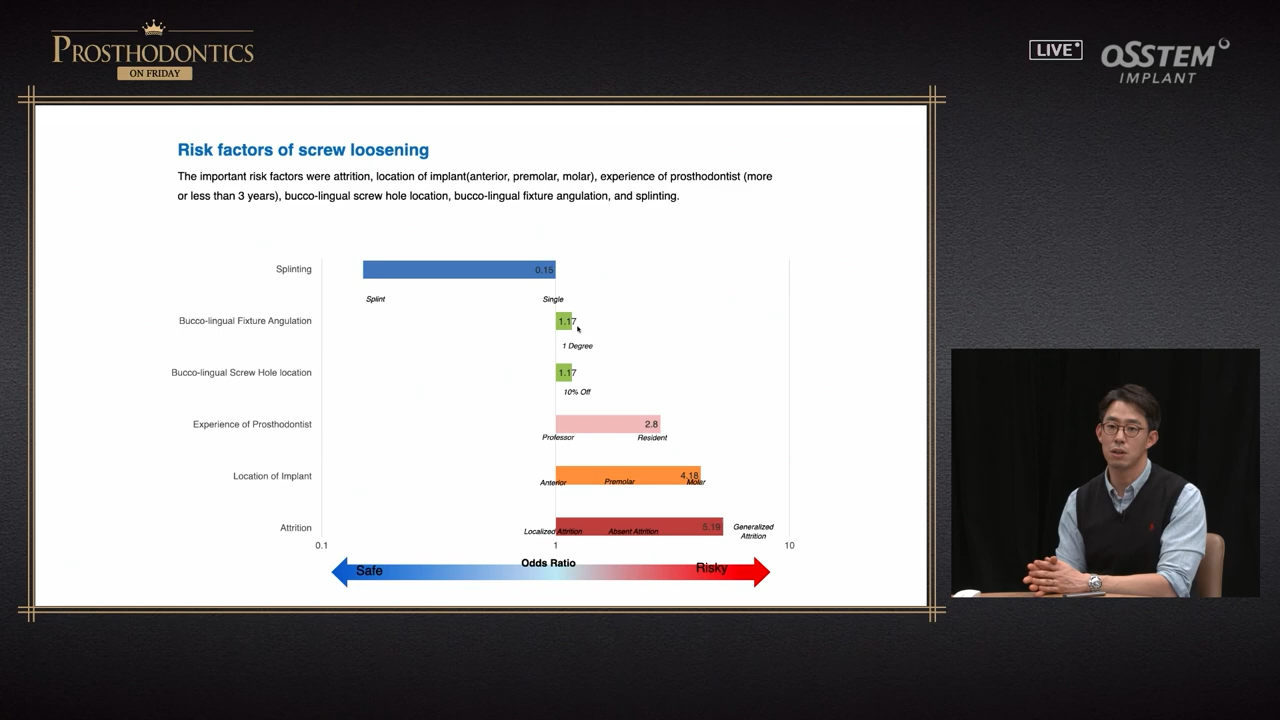 PROSTHODONTICS
ON FRIDAY
LIVE
OSSTEM
IMPLANT
Risk factors of screw loosening
The important risk factors were attrition, location of implant(anterior, premolar, molar), experience of prosthodontist (more
or less than 3 years), bucco-lingual screw hole location, bucco-lingual fixture angulation, and splinting.
Splinting
0.15
Splint
Single
Bucco-lingual Fixture Angulation
1.17
1 Degree
Bucco-lingual Screw Hole location
1.17
10% Off
Experience of Prosthodontist
2.8
Professor
Resident
Location of Implant
4.18
Anterior
Premolar
Molar
Attrition
5.19
Localized Attrition
Absent Attrition
Generalized
Attrition
0.1
1
10
Odds Ratio
Safe
Risky